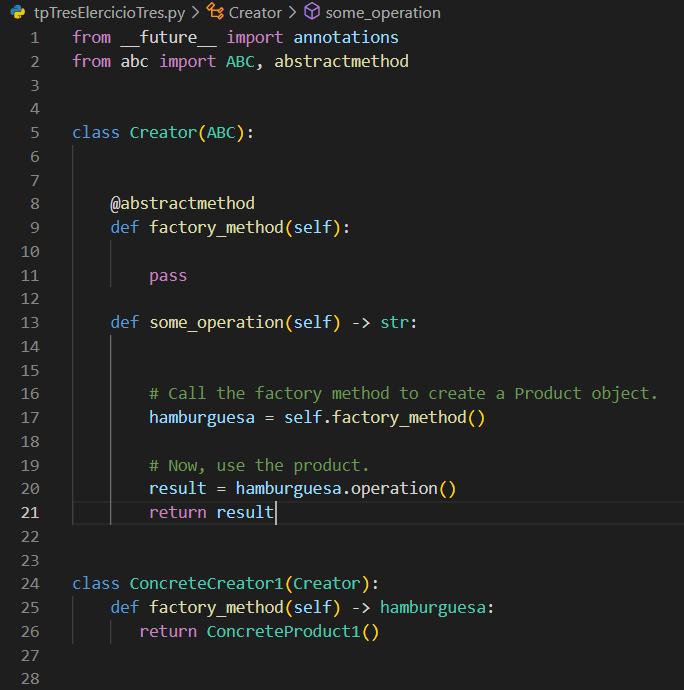 tpTresElercicioTres.py > Creator > some_operation
1 from __future__ import annotations
2 from abc import ABC, abstractmethod
3
4
5 class Creator(ABC):
6
7
8     @abstractmethod
9     def factory_method(self):
10
11         pass
12
13     def some_operation(self) -> str:
14
15
16         # Call the factory method to create a Product object.
17         hamburguesa = self.factory_method()
18
19         # Now, use the product.
20         result = hamburguesa.operation()
21         return result
22
23
24 class ConcreteCreator1(Creator):
25     def factory_method(self) -> hamburguesa:
26        return ConcreteProduct1()
27
28